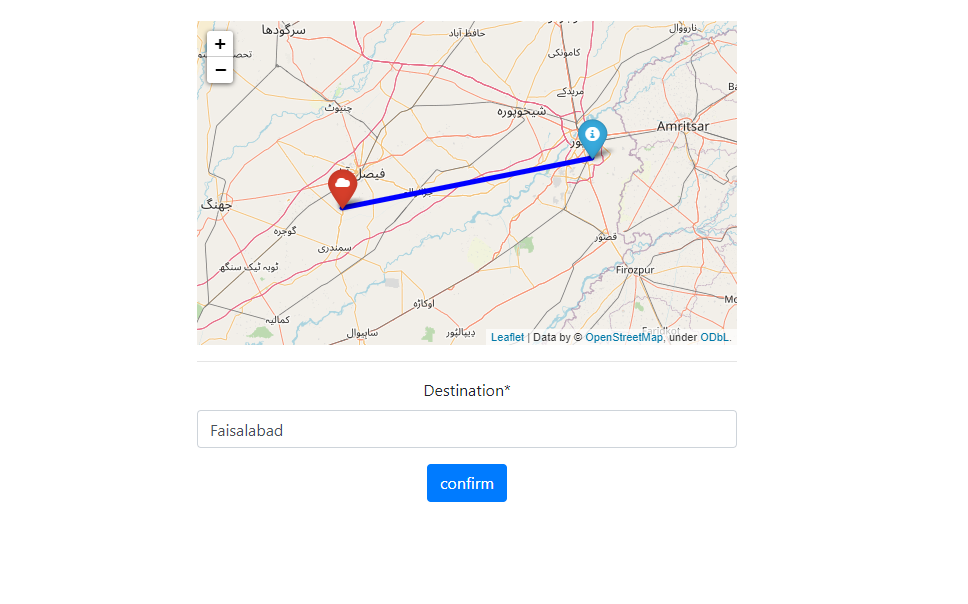 سرگودھا
حافظ آباد
نارووال
+
کامونکی
−
مریدکے
چنیوٹ
شیخوپورہ
Amritsar
جھنگ
گوجرہ
سمندری
قصور
ٹوبہ ٹیک سنگھ
Firozpur
اوکاڑہ
کمالیہ
ساہیوال
دیپالپور
Faridkot
Leaflet | Data by © OpenStreetMap, under ODbL.
Destination*
Faisalabad
confirm